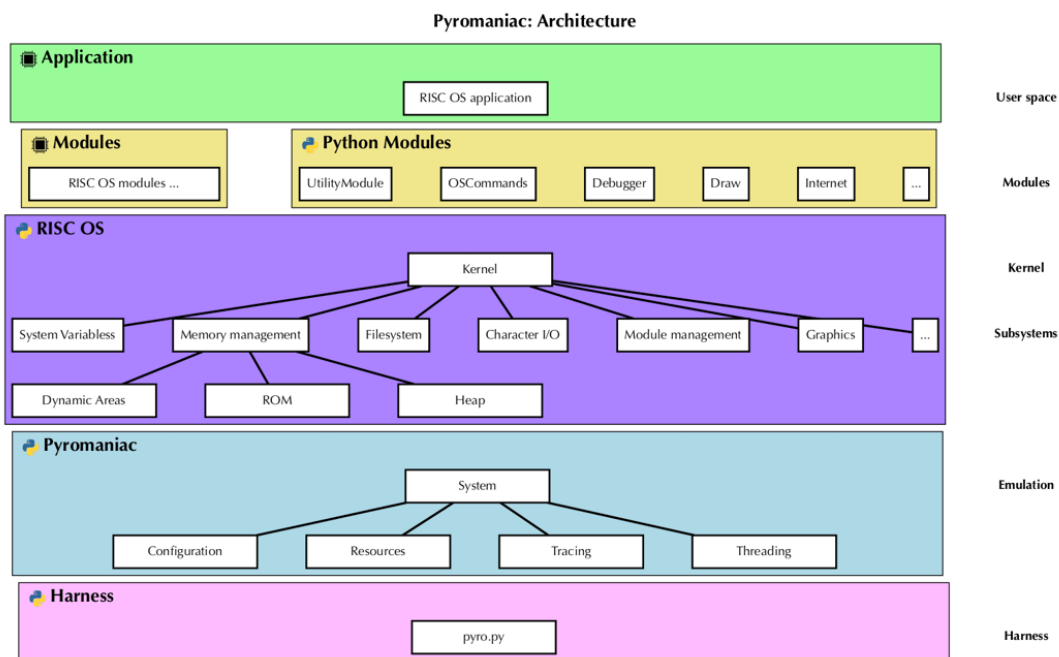 Pyromaniac: Architecture
Application
RISC OS application
User space
Modules
Python Modules
RISC OS modules ...
UtilityModule
OSCommands
Debugger
Draw
Internet
...
Modules
RISC OS
Kernel
Kernel
System Variabless
Memory management
Filesystem
Character I/O
Module management
Graphics
...
Subsystems
Dynamic Areas
ROM
Heap
Pyromaniac
System
Emulation
Configuration
Resources
Tracing
Threading
Harness
pyro.py
Harness